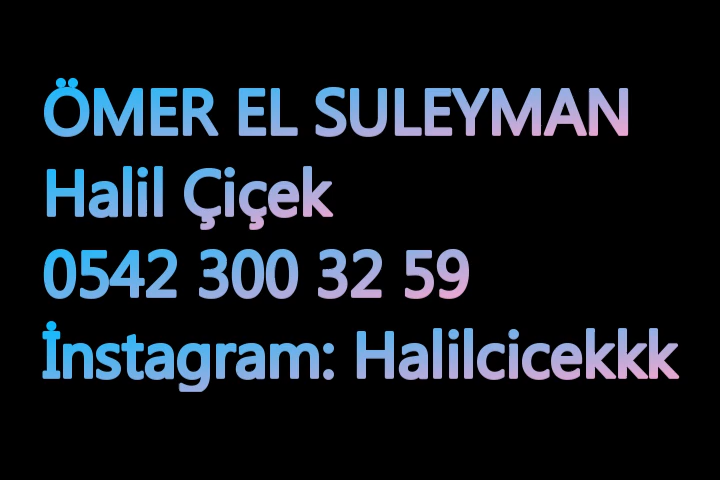 ÖMER EL SULEYMAN
Halil Çiçek
0542 300 32 59
İnstagram: Halilcicekkk